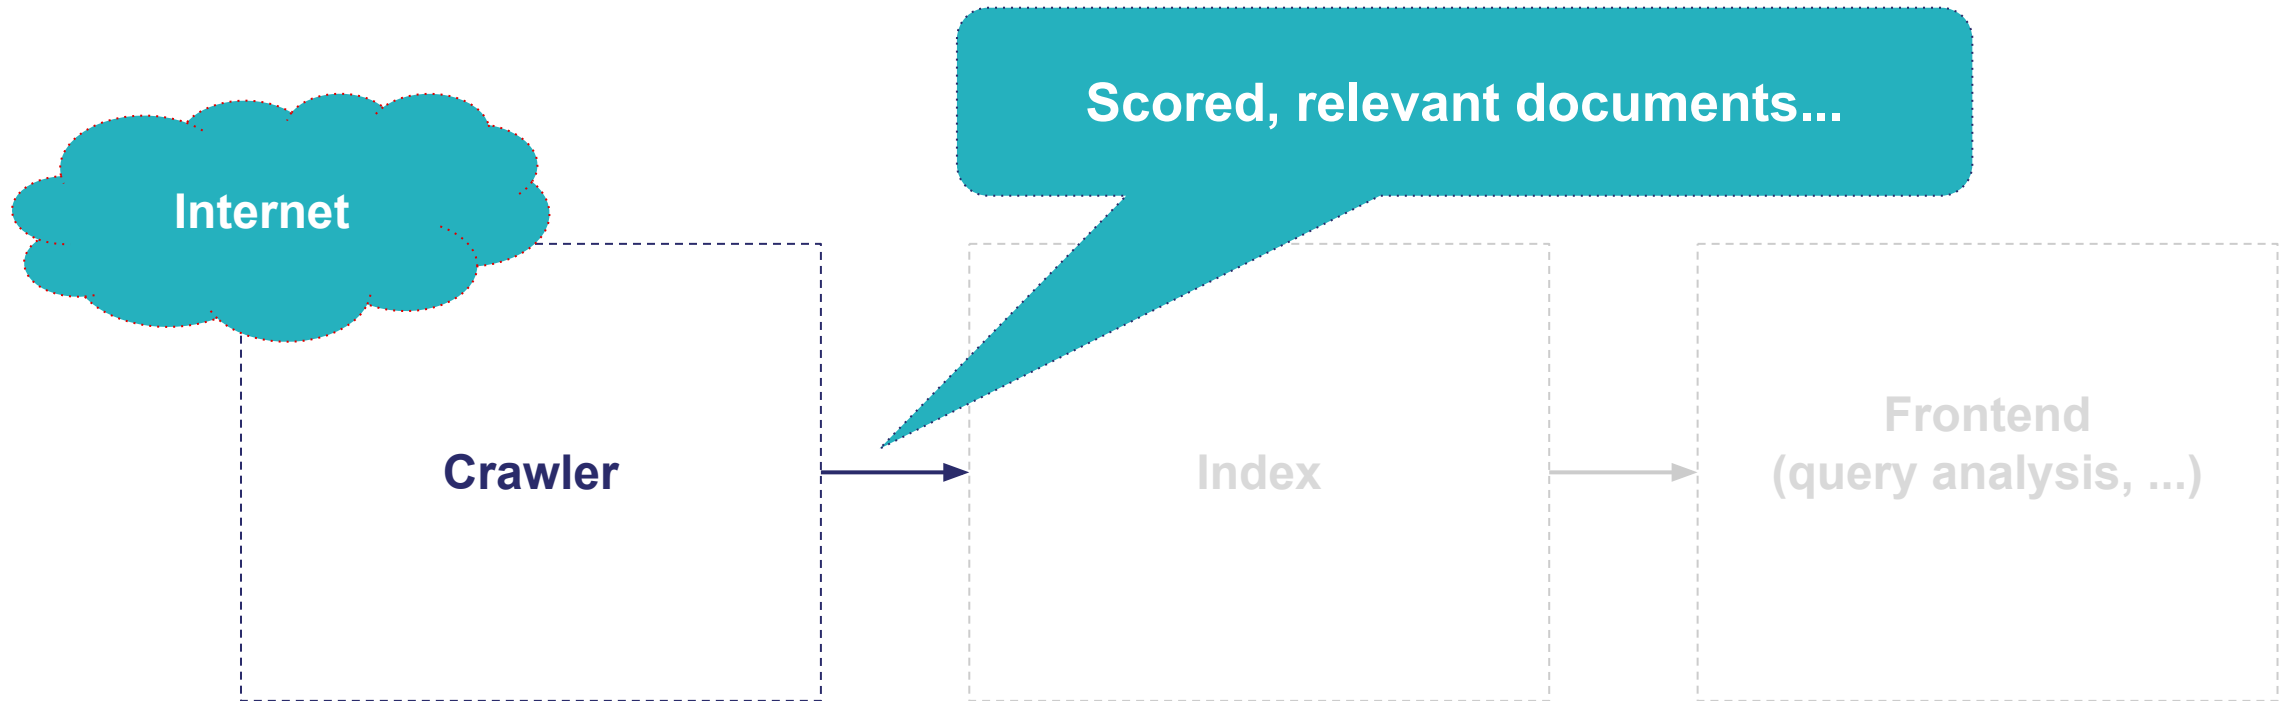 Scored, relevant documents...
Internet
Crawler
Index
Frontend
(query analysis, ...)